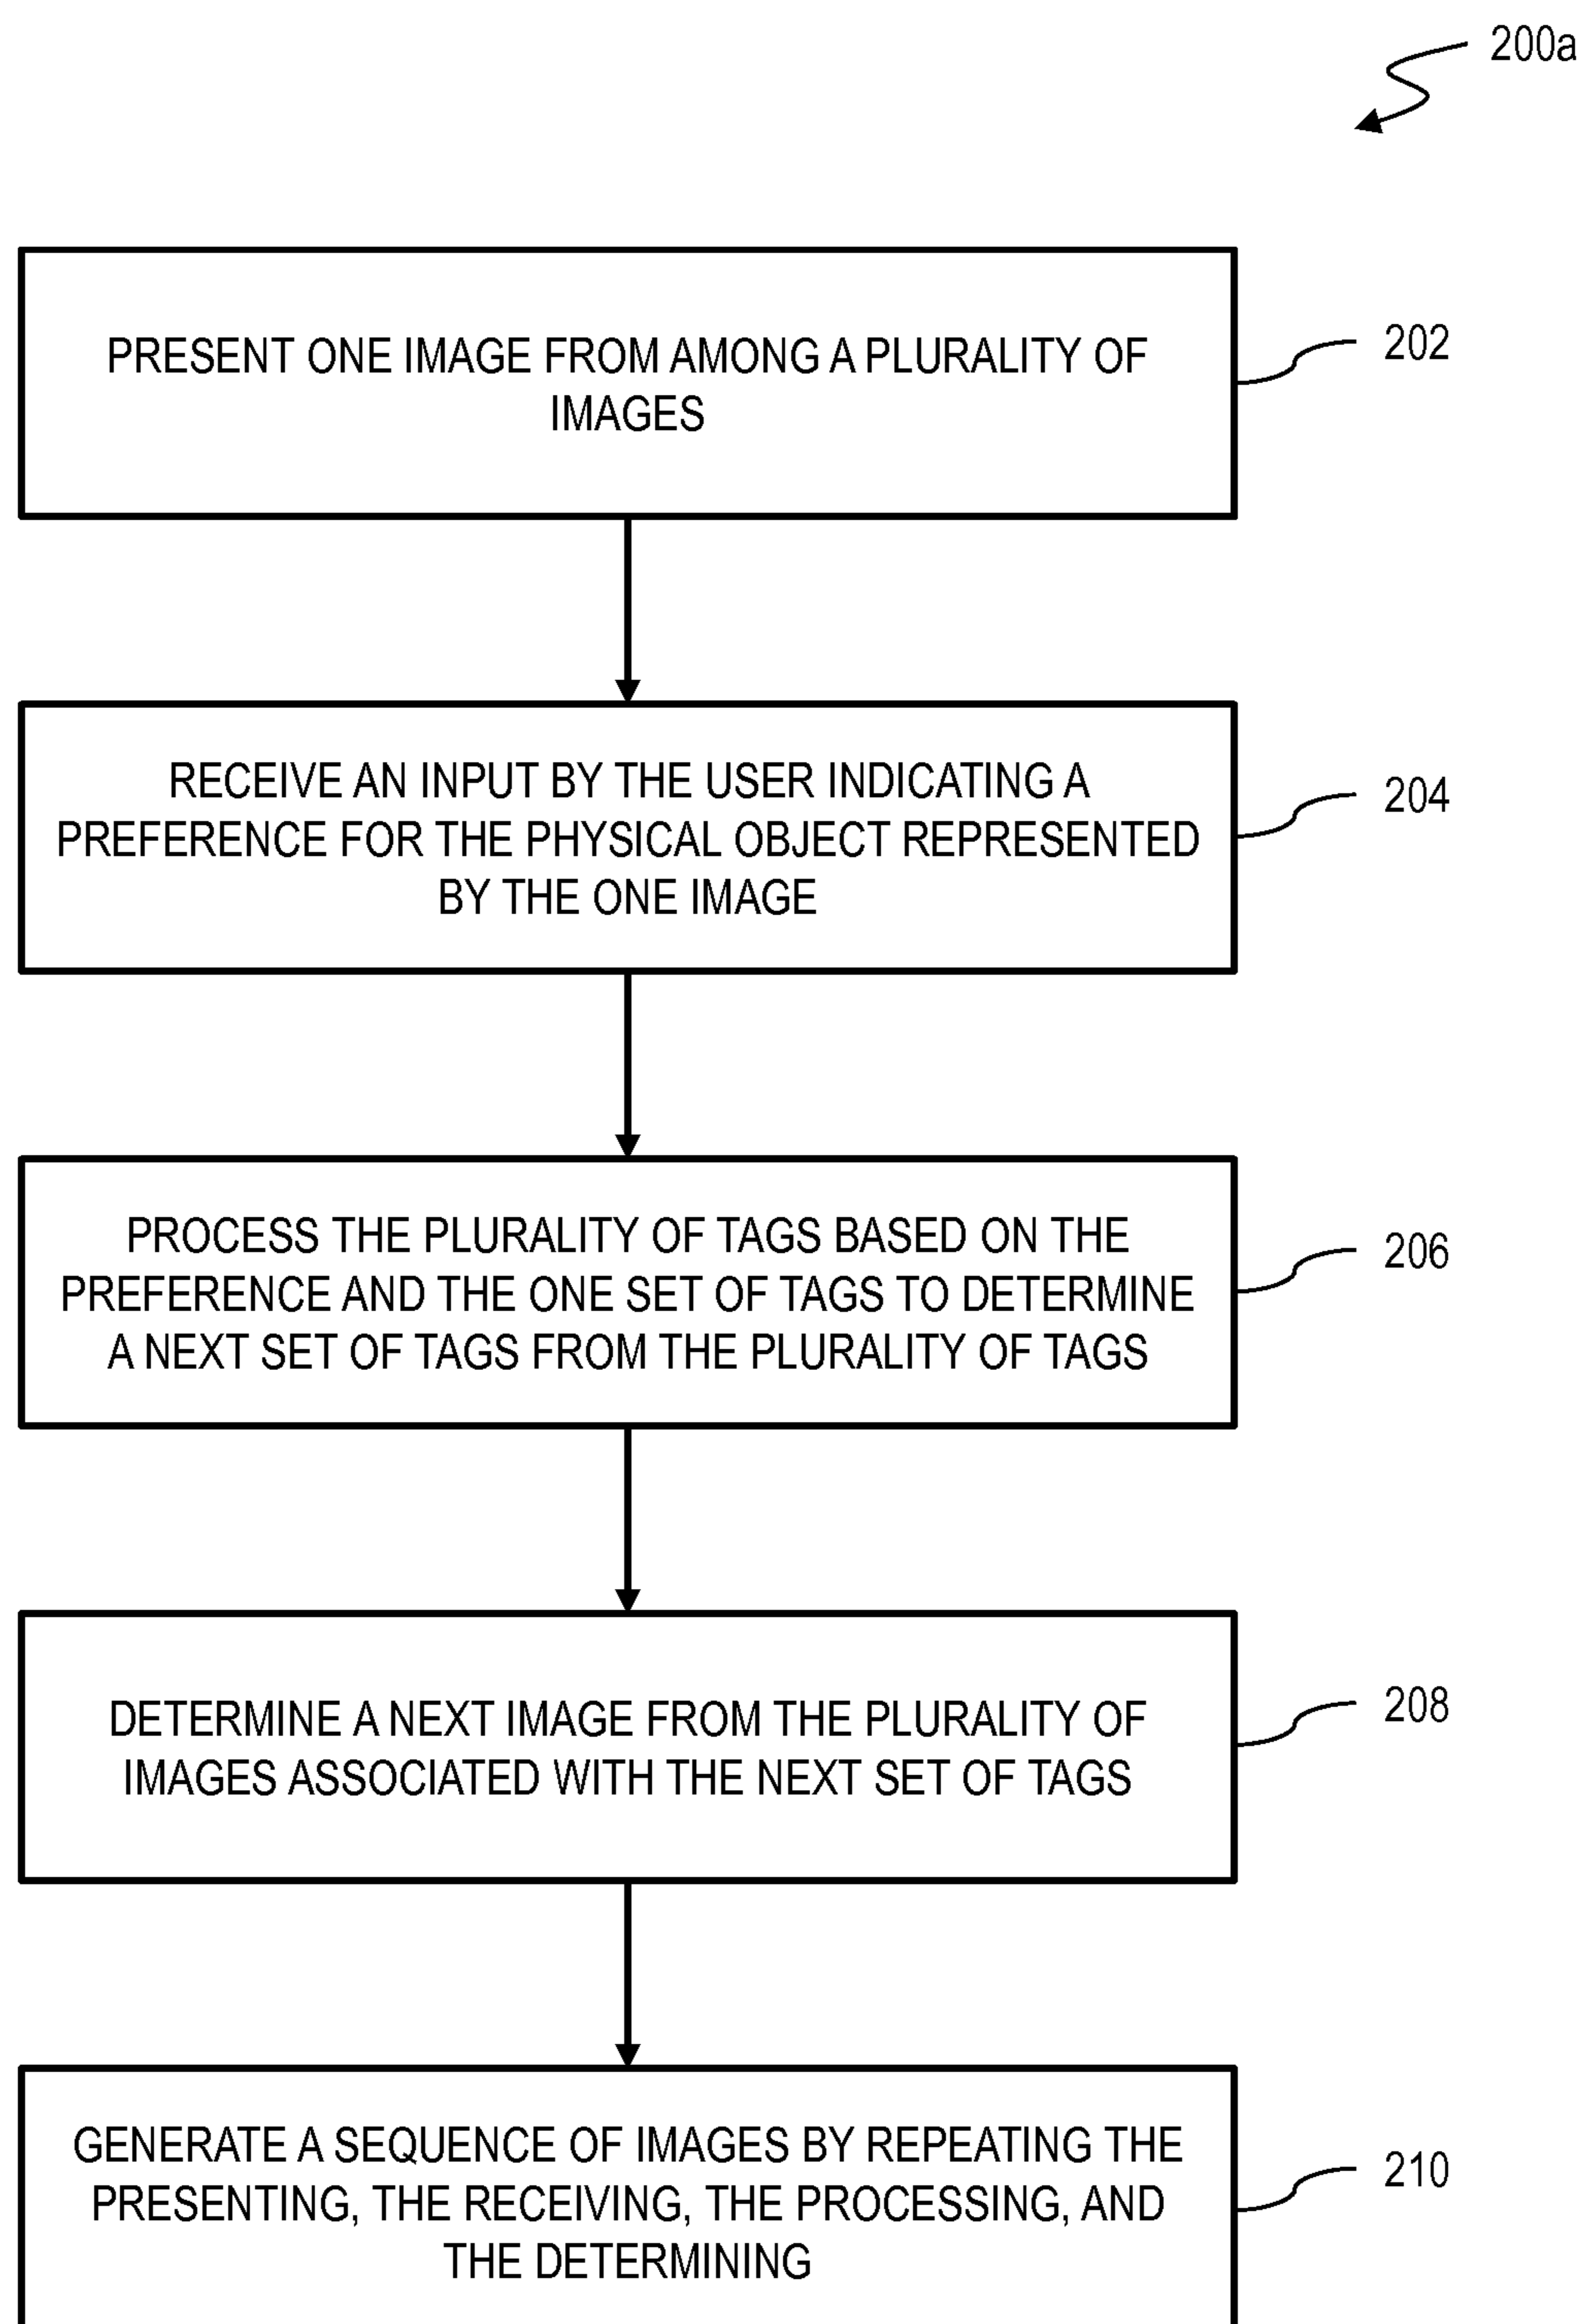 200a
PRESENT ONE IMAGE FROM AMONG A PLURALITY OF
IMAGES
202
RECEIVE AN INPUT BY THE USER INDICATING A
PREFERENCE FOR THE PHYSICAL OBJECT REPRESENTED
BY THE ONE IMAGE
204
PROCESS THE PLURALITY OF TAGS BASED ON THE
PREFERENCE AND THE ONE SET OF TAGS TO DETERMINE
A NEXT SET OF TAGS FROM THE PLURALITY OF TAGS
206
DETERMINE A NEXT IMAGE FROM THE PLURALITY OF
IMAGES ASSOCIATED WITH THE NEXT SET OF TAGS
208
GENERATE A SEQUENCE OF IMAGES BY REPEATING THE
PRESENTING, THE RECEIVING, THE PROCESSING, AND
THE DETERMINING
210